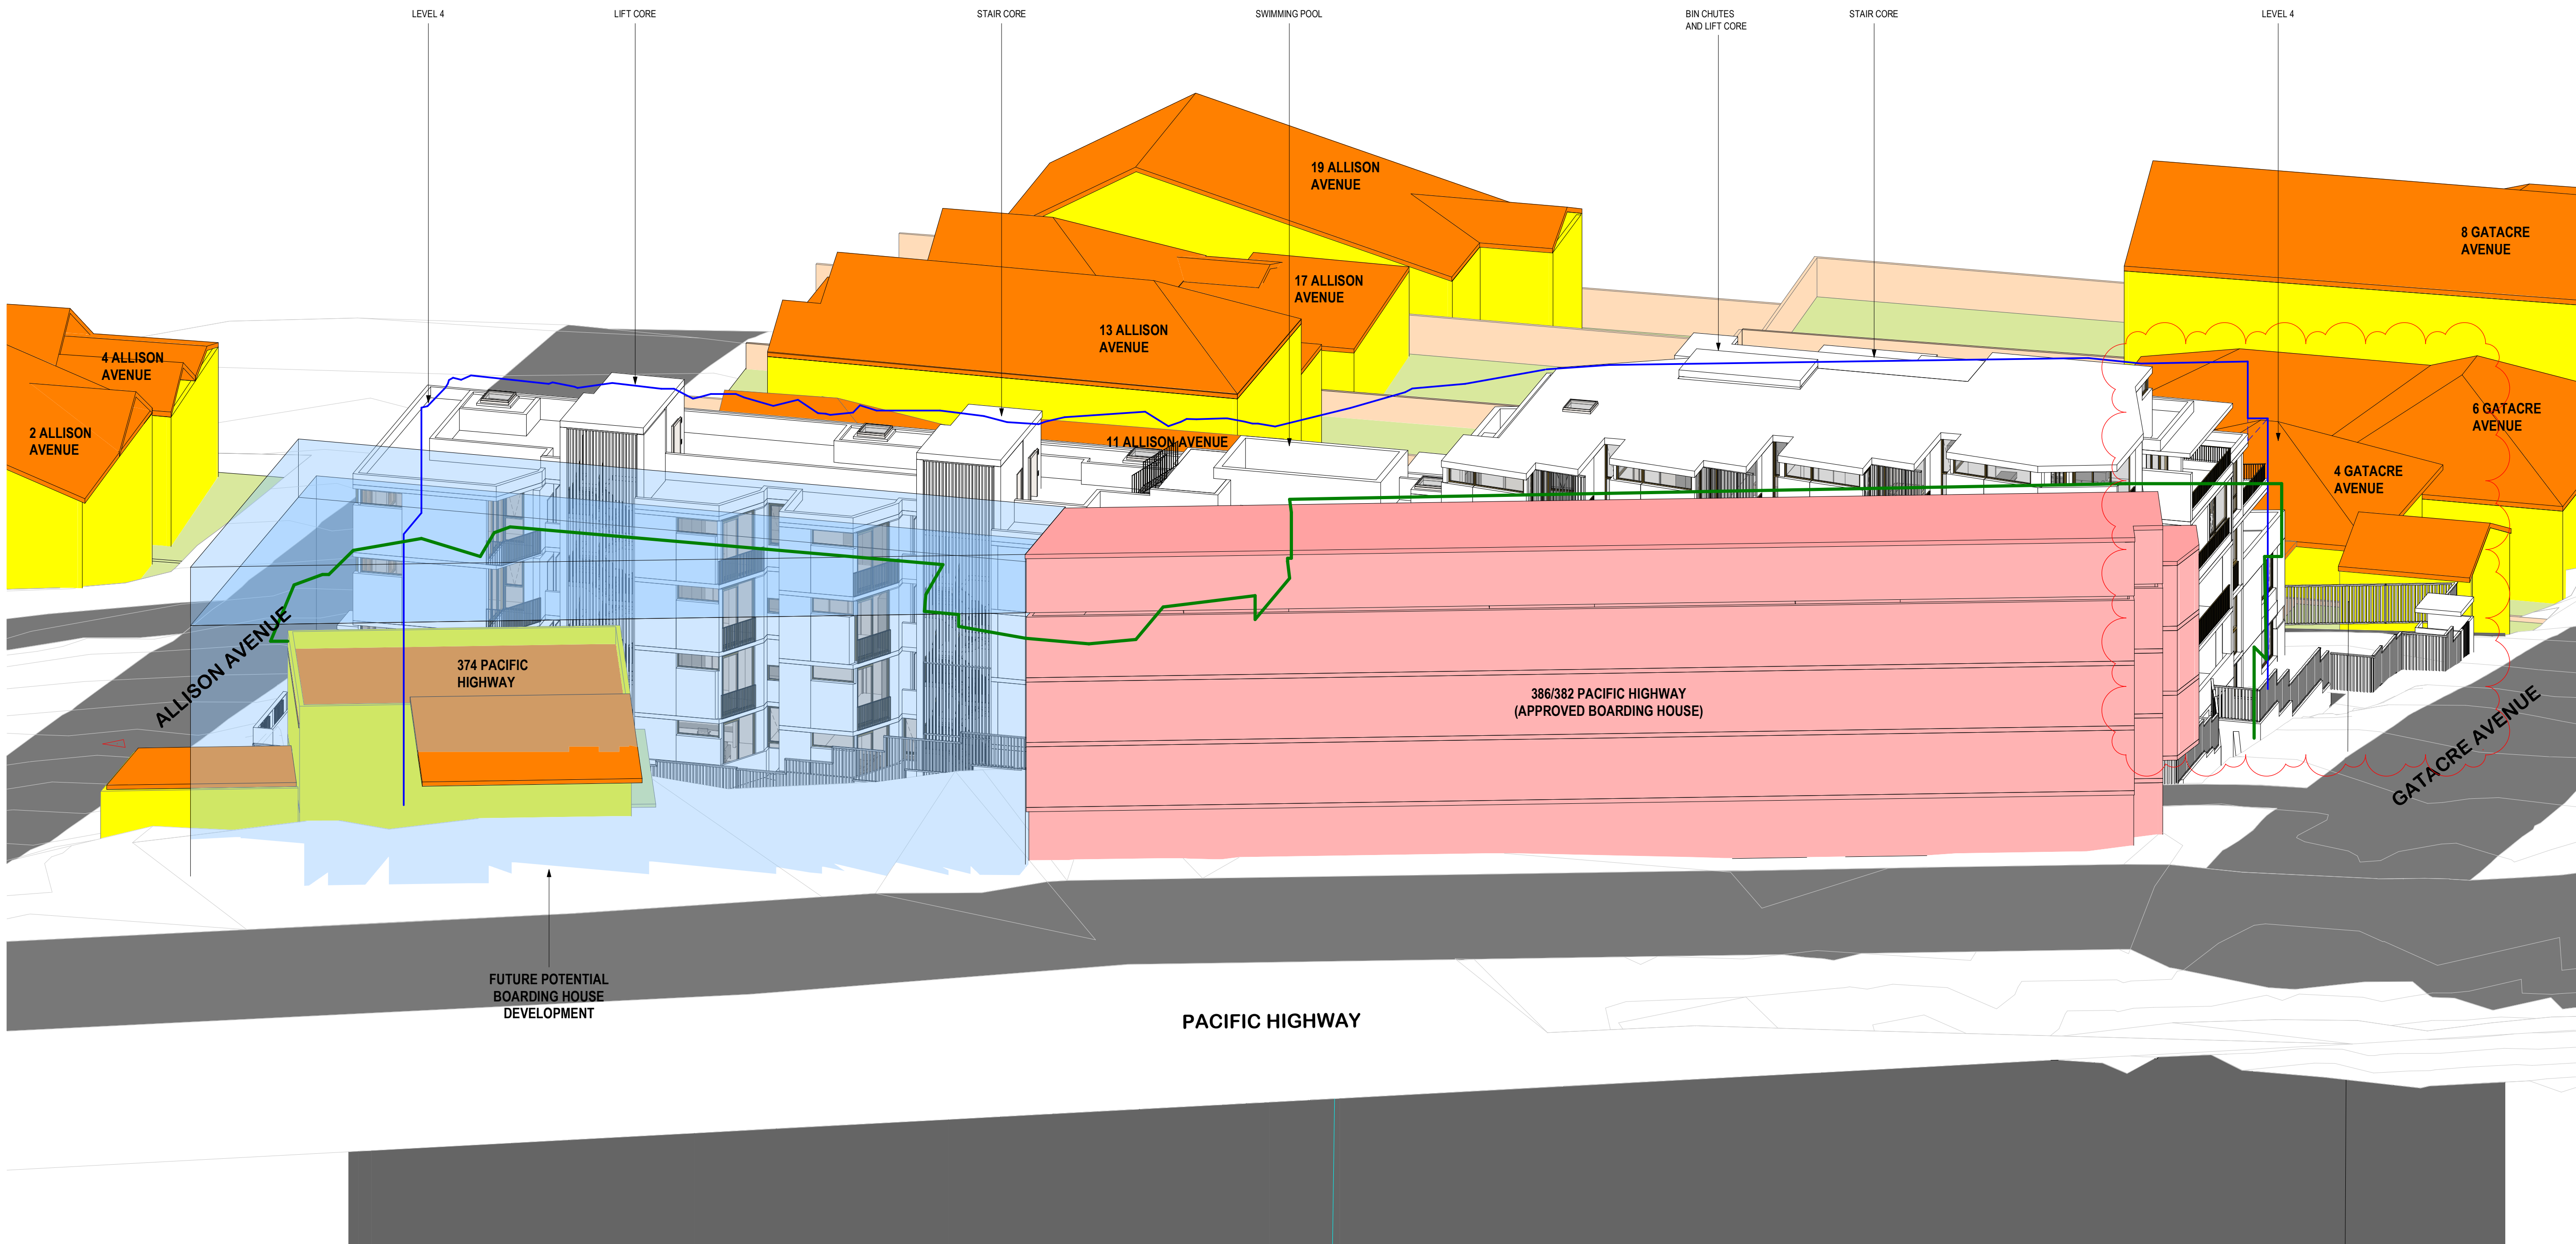 LEVEL 4
LIFT CORE
STAIR CORE
SWIMMING POOL
BIN CHUTES
AND LIFT CORE
STAIR CORE
LEVEL 4
19 ALLISON
AVENUE
8 GATACRE
AVENUE
17 ALLISON
AVENUE
13 ALLISON
AVENUE
4 ALLISON
AVENUE
2 ALLISON
AVENUE
11 ALLISON AVENUE
6 GATACRE
AVENUE
4 GATACRE
AVENUE
ALLISON AVENUE
374 PACIFIC
HIGHWAY
386/382 PACIFIC HIGHWAY
(APPROVED BOARDING HOUSE)
GATACRE AVENUE
FUTURE POTENTIAL
BOARDING HOUSE
DEVELOPMENT
PACIFIC HIGHWAY